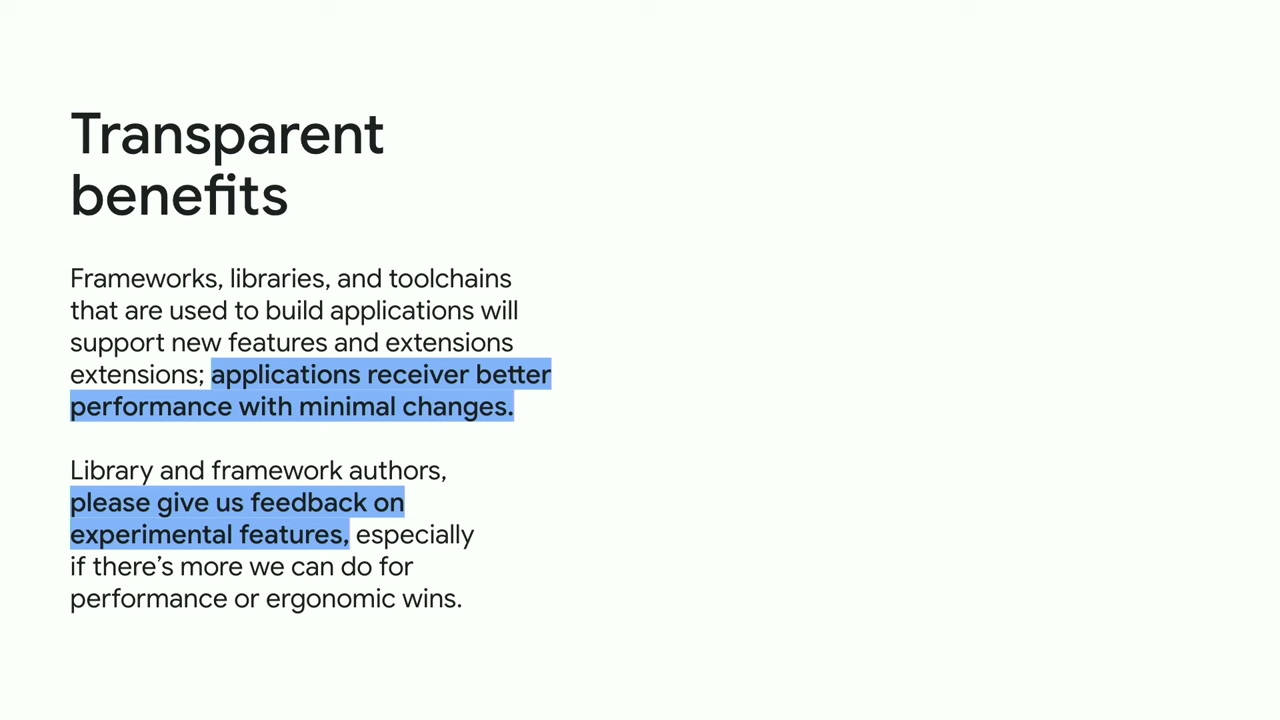 Transparent
benefits
Frameworks, libraries, and toolchains
that are used to build applications will
support new features and extensions
extensions; applications receiver better
performance with minimal changes.
Library and framework authors,
please give us feedback on
experimental features, especially
if there’s more we can do for
performance or ergonomic wins.